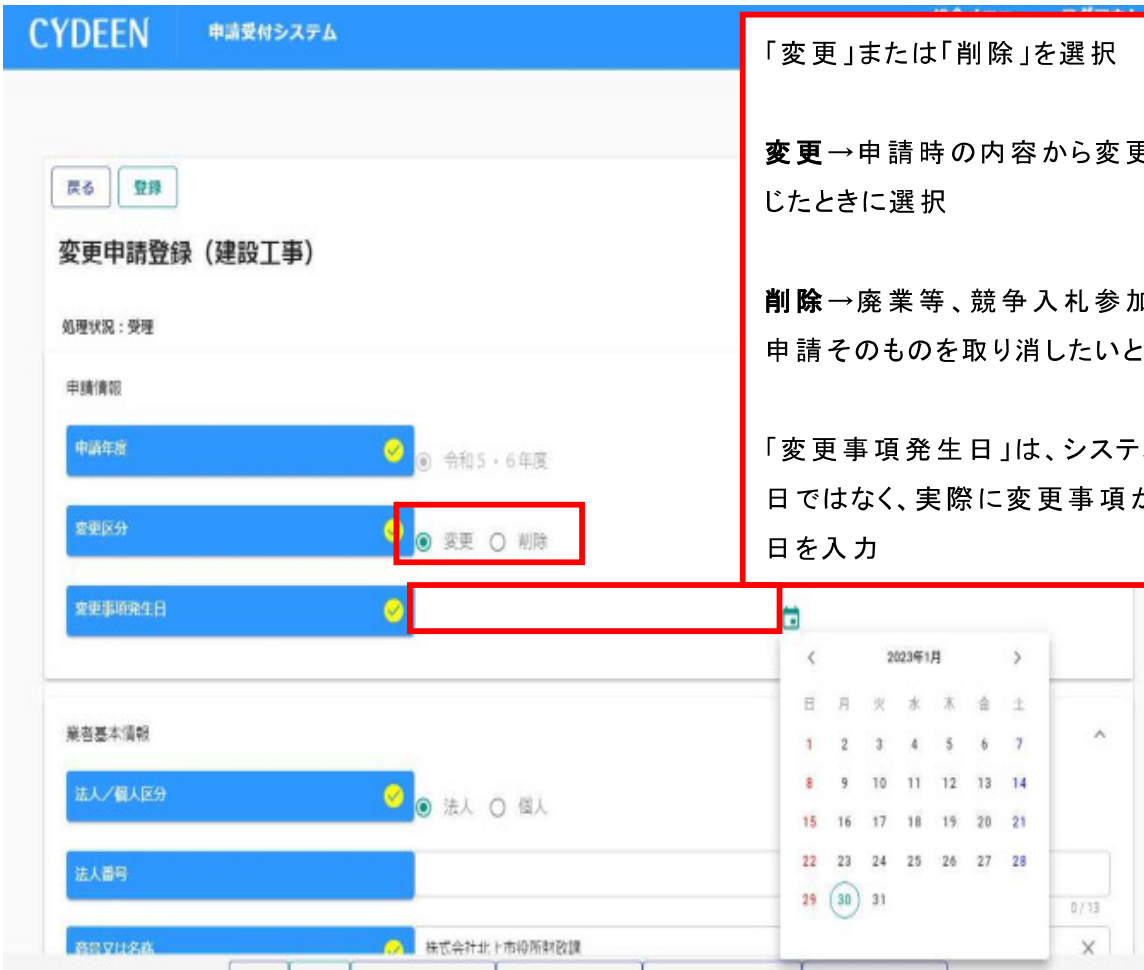 CYDEEN 申請受付システム
「変更」または「削除」を選択
変更→申請時の内容から変更
じたときに選択
削除→廃業等、競争入札参加
申請そのものを取り消したいと
「変更事項発生日」は、システ
日ではなく、実際に変更事項が
日を入力
戻る 登録
変更申請登録（建設工事）
処理状況：受理
申請情報
申請年度 令和5・6年度
変更区分 変更 削除
変更事項発生日
2023年1月
日 月 火 水 木 金 土
1 2 3 4 5 6 7
8 9 10 11 12 13 14
15 16 17 18 19 20 21
22 23 24 25 26 27 28
29 30 31
業者基本情報
法人／個人区分 法人 個人
法人番号
0/13
商号又は名称 株式会社北上市役所財政課